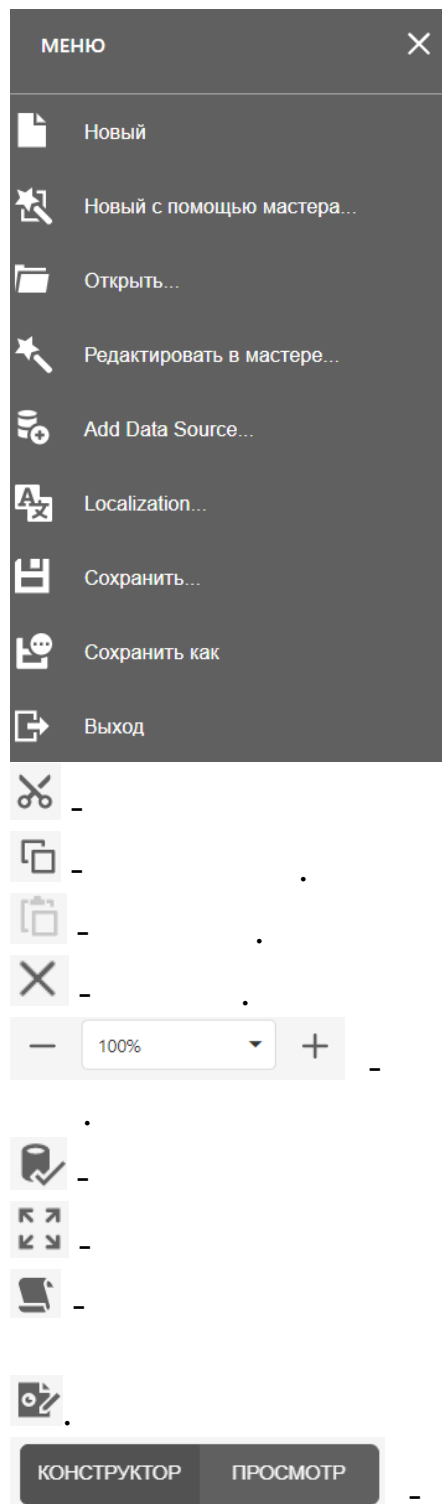 МЕНЮ
Новый
Новый с помощью мастера...
Открыть...
Редактировать в мастере...
Add Data Source...
Localization...
Сохранить...
Сохранить как
Выход
-
- .
- .
- .
100% -
.
-
-
-
.
КОНСТРУКТОР ПРОСМОТР -